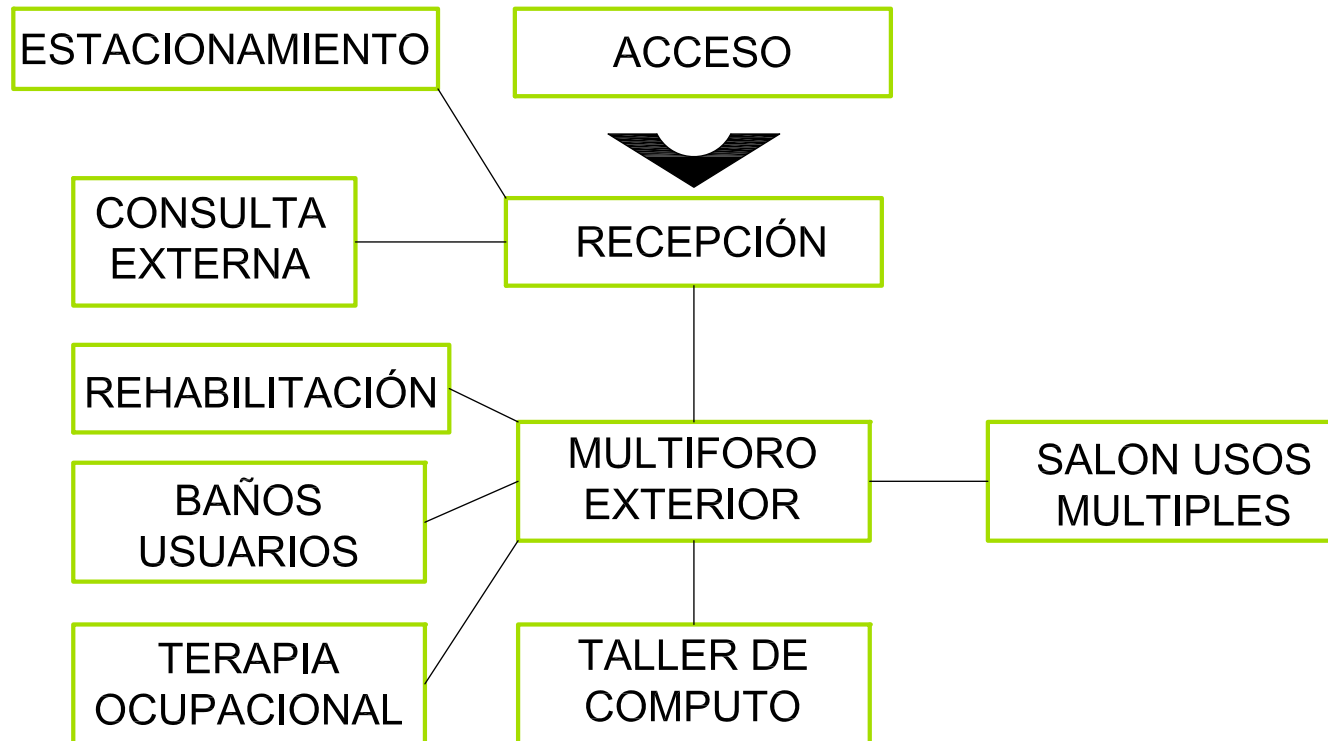 ESTACIONAMIENTO
ACCESO
CONSULTA
EXTERNA
RECEPCIÓN
REHABILITACIÓN
MULTIFORO
EXTERIOR
SALON USOS
MULTIPLES
BAÑOS
USUARIOS
TERAPIA
OCUPACIONAL
TALLER DE
COMPUTO